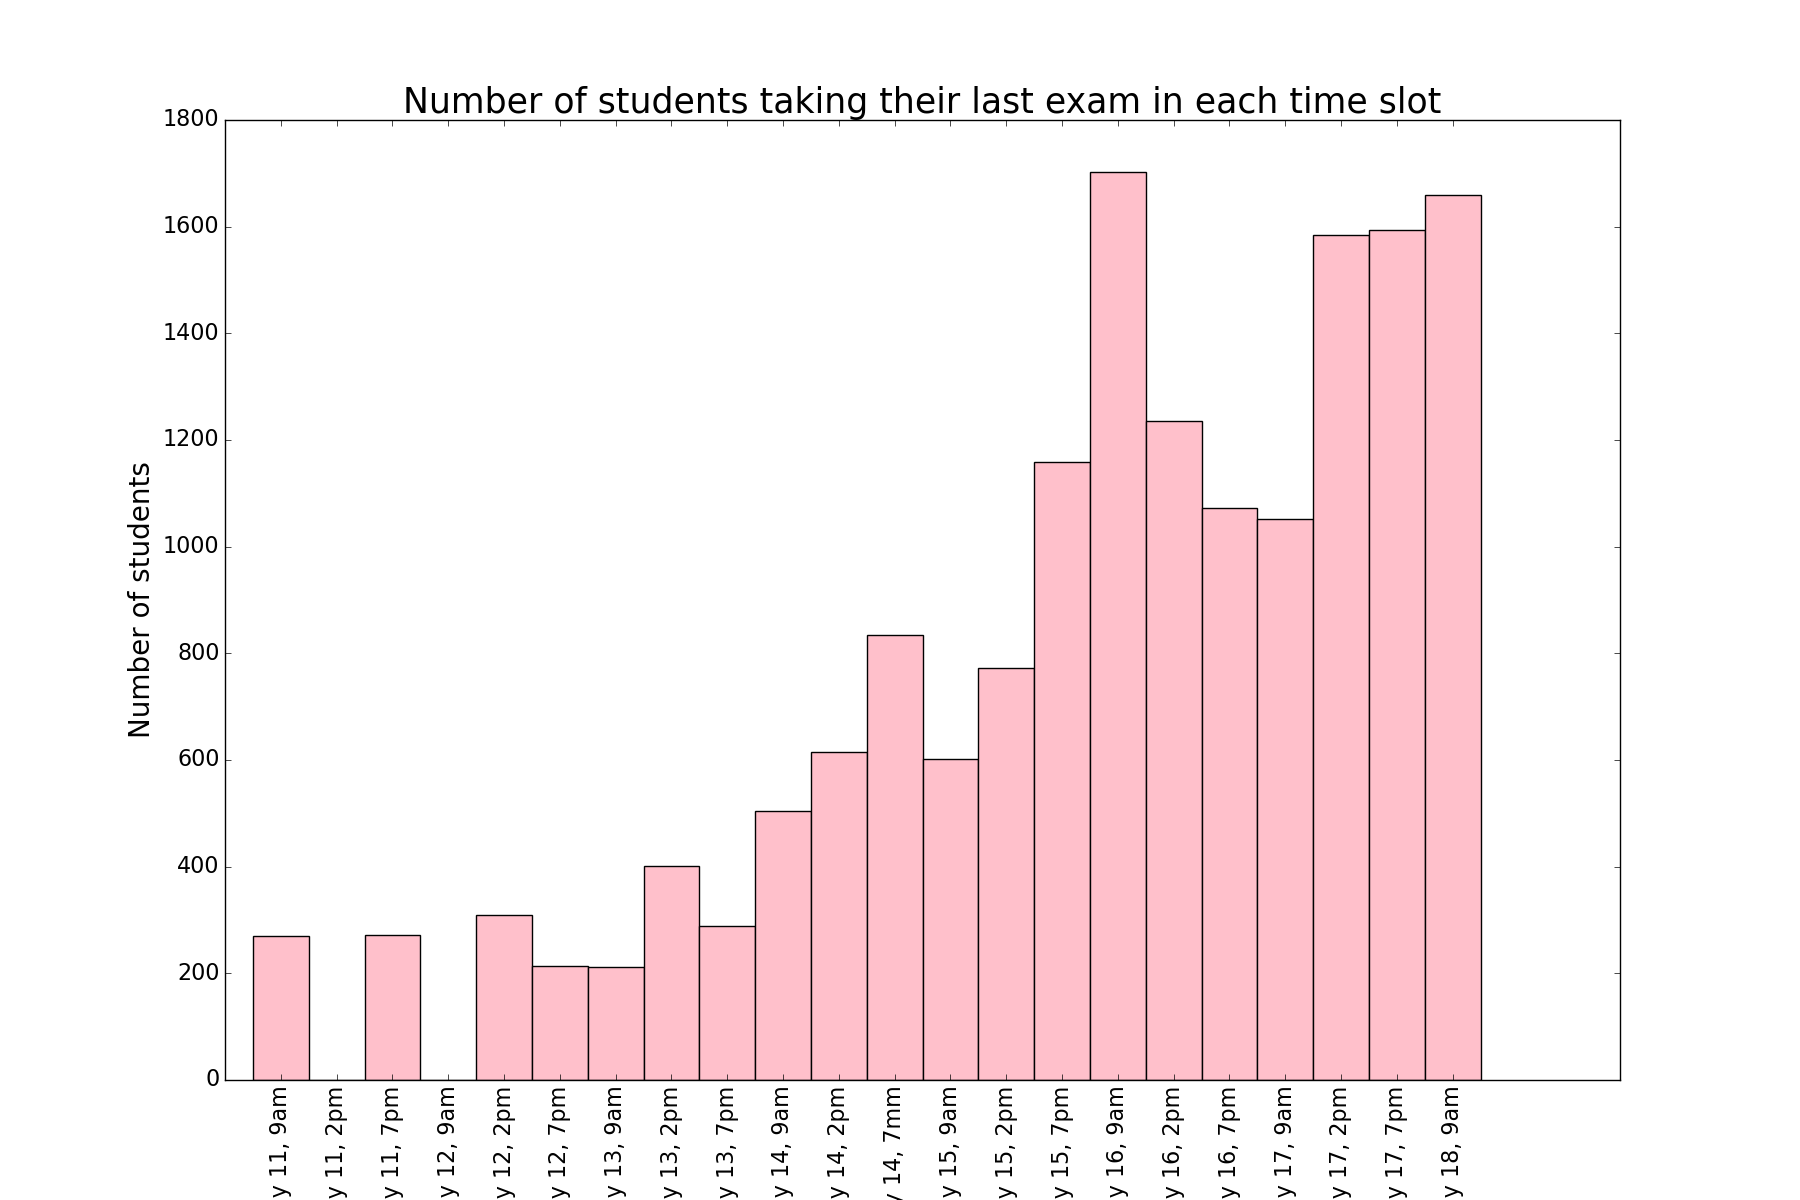 Number of students taking their last exam in each time slot
Number of students
1800
1600
1400
1200
1000
800
600
400
200
0
y 11, 9am
y 11, 2pm
y 11, 7pm
y 12, 9am
y 12, 2pm
y 12, 7pm
y 13, 9am
y 13, 2pm
y 13, 7pm
y 14, 9am
y 14, 2pm
y 14, 7mm
y 15, 9am
y 15, 2pm
y 15, 7pm
y 16, 9am
y 16, 2pm
y 16, 7pm
y 17, 9am
y 17, 2pm
y 17, 7pm
y 18, 9am